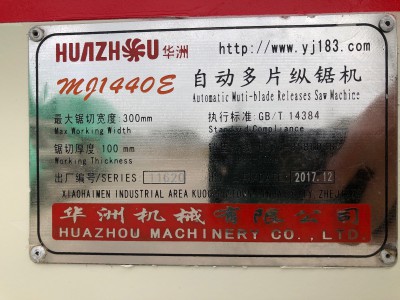 HUAZHOU 华洲 http://www.yj183.com
MJ1440E 自动多片纵锯机
Automatic Muti-blade Releases Saw Machice
最大锯切宽度: 300mm 执行标准: GB/T 14384
Max Working Width Standard Compliance
锯切厚度: 100 mm
Working Thickness
出厂编号/SERIES 11620 2017.12
XIAOHAIMEN INDUSTRIAL AREA
华洲机械有限公司
HUAZHOU MACHINERY CO., LTD.